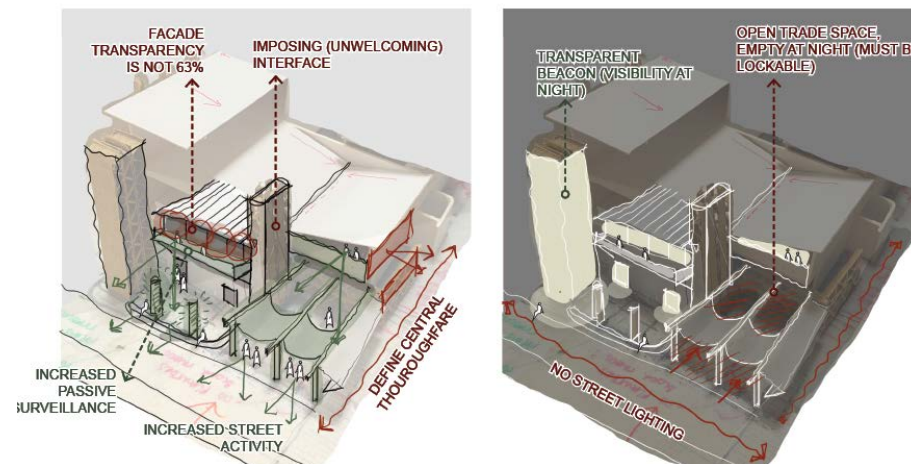 FACADE
TRANSPARENCY
IS NOT 63%
IMPOSING (UNWELCOMING)
INTERFACE
INCREASED
PASSIVE
SURVEILLANCE
INCREASED STREET
ACTIVITY
DEFINE CENTRAL
THOUROUGHFARE
TRANSPARENT
BEACON (VISIBILITY AT
NIGHT)
OPEN TRADE SPACE,
EMPTY AT NIGHT (MUST B
LOCKABLE)
NO STREET LIGHTING